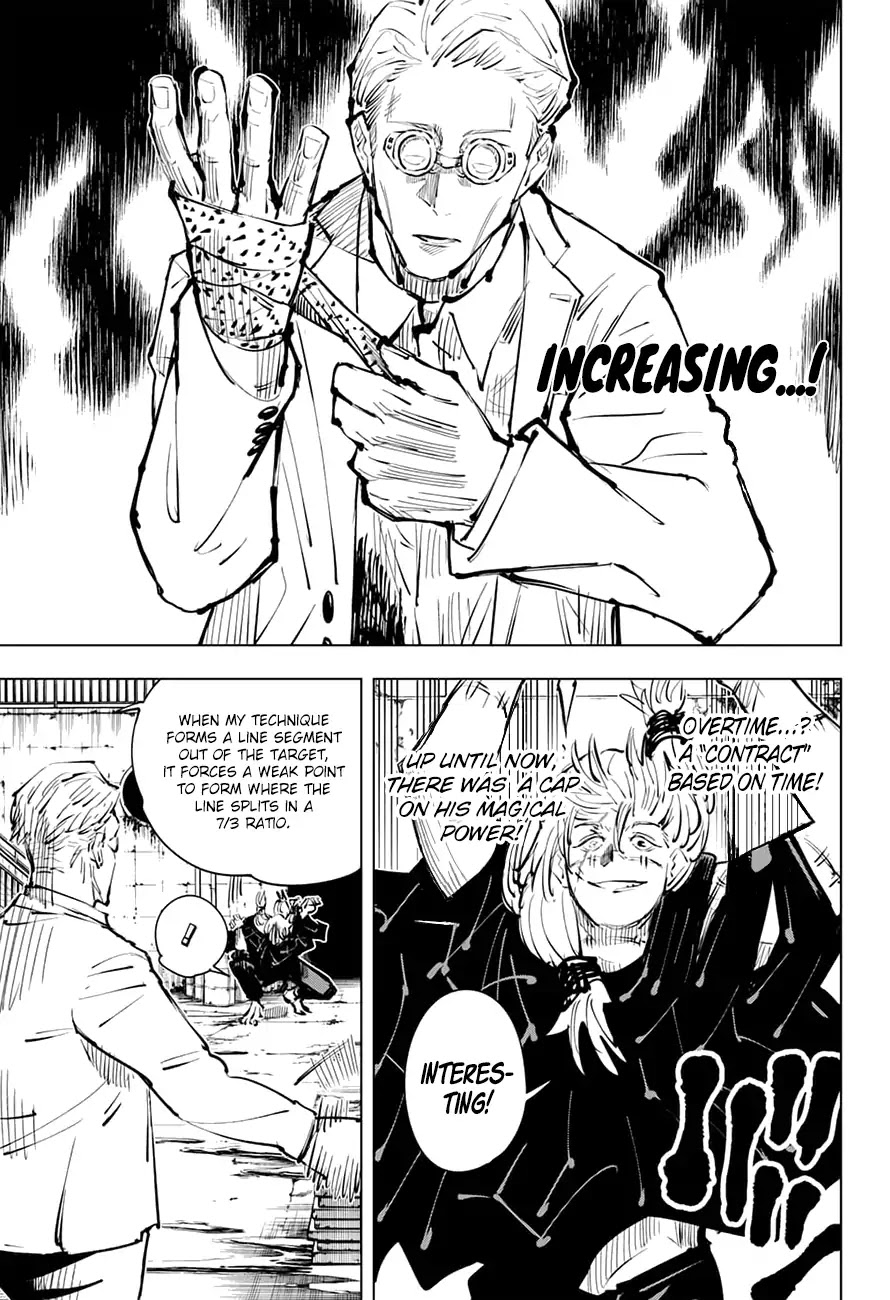 INCREASING....!
OVERTIME...?
A "CONTRACT"
BASED ON TIME!
UP UNTIL NOW,
THERE WAS A CAP
ON HIS MAGICAL
POWER!
INTERES-
TING!
WHEN MY TECHNIQUE
FORMS A LINE SEGMENT
OUT OF THE TARGET,
IT FORCES A WEAK POINT
TO FORM WHERE THE
LINE SPLITS IN A
7/3 RATIO.
!